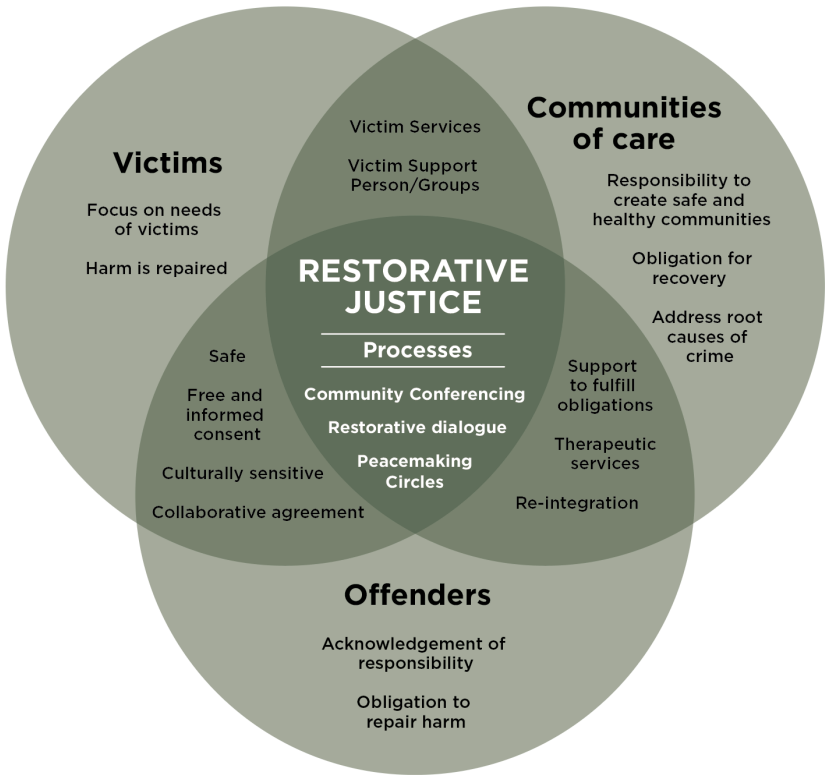 Victims
Focus on needs
of victims
Harm is repaired
Victim Services
Victim Support
Person/Groups
Communities
of care
Responsibility to
create safe and
healthy communities
Obligation for
recovery
Address root
causes of
crime
RESTORATIVE
JUSTICE
Processes
Community Conferencing
Restorative dialogue
Peacemaking
Circles
Safe
Free and
informed
consent
Culturally sensitive
Collaborative agreement
Support
to fulfill
obligations
Therapeutic
services
Re-integration
Offenders
Acknowledgement of
responsibility
Obligation to
repair harm